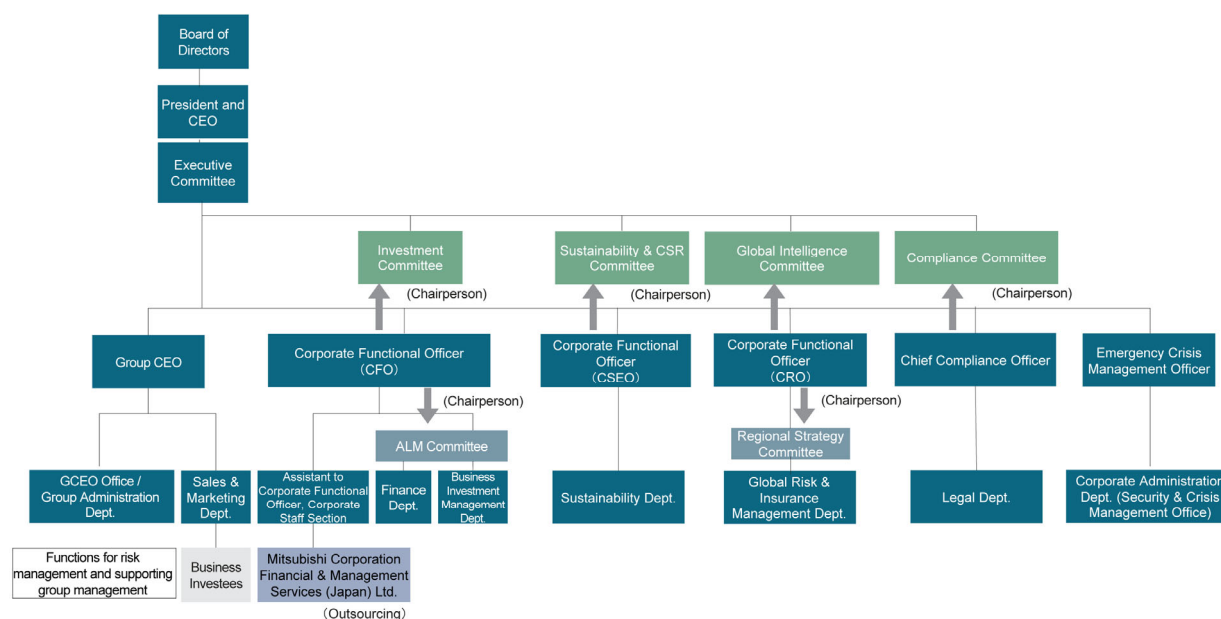 Board of
Directors
President and
CEO
Executive
Committee
Investment
Committee
Sustainability & CSR
Committee
Global Intelligence
Committee
Compliance Committee
(Chairperson)
(Chairperson)
(Chairperson)
Group CEO
Corporate Functional Officer
(CFO)
Corporate Functional
Officer
(CSEO)
Corporate Functional
Officer
(CRO)
Chief Compliance Officer
Emergency Crisis
Management Officer
(Chairperson)
(Chairperson)
ALM Committee
Regional Strategy
Committee
GCEO Office /
Group Administration
Dept.
Sales &
Marketing
Dept.
Assistant to
Corporate Functional
Officer, Corporate
Staff Section
Finance
Dept.
Business
Investment
Management
Dept.
Sustainability Dept.
Global Risk &
Insurance
Management Dept.
Legal Dept.
Corporate Administration
Dept. (Security & Crisis
Management Office)
Functions for risk
management and supporting
group management
Business
Investees
Mitsubishi Corporation
Financial & Management
Services (Japan) Ltd.
(Outsourcing)